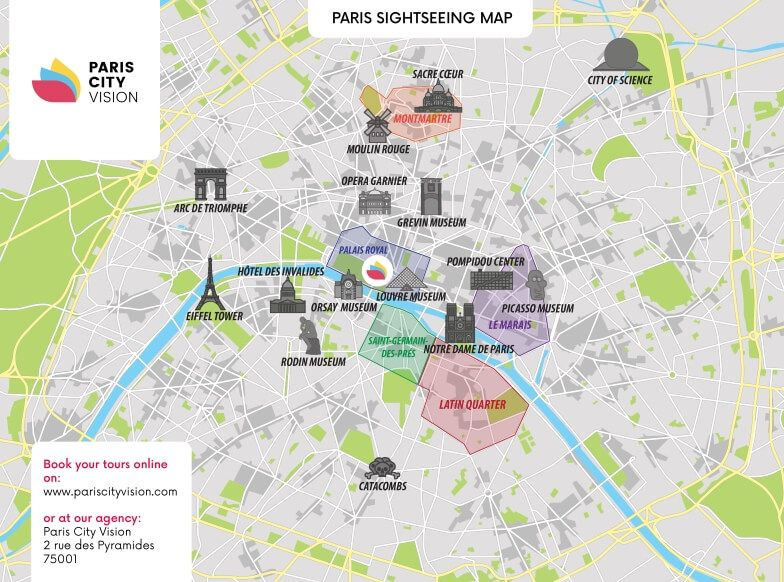 PARIS SIGHTSEEING MAP
PARIS
CITY
VISION
SACRE CŒUR
CITY OF SCIENCE
MONTMARTRE
MOULIN ROUGE
OPERA GARNIER
ARC DE TRIOMPHE
GREVIN MUSEUM
PALAIS ROYAL
POMPIDOU CENTER
HÔTEL DES INVALIDES
LOUVRE MUSEUM
ORSAY MUSEUM
PICASSO MUSEUM
EIFFEL TOWER
LE MARAIS
SAINT-GERMAIN-
DES-PRÉS
NOTRE DAME DE PARIS
RODIN MUSEUM
LATIN QUARTER
CATACOMBS
Book your tours online
on:
www.pariscityvision.com
or at our agency:
Paris City Vision
2 rue des Pyramides
75001